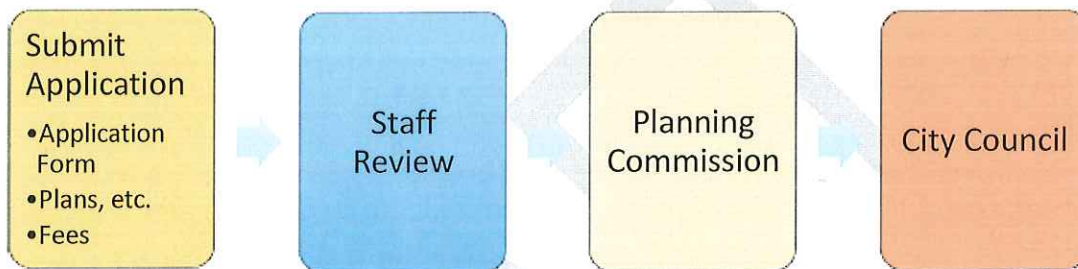 Submit
Application
•Application
Form
•Plans, etc.
•Fees
Staff
Review
Planning
Commission
City Council